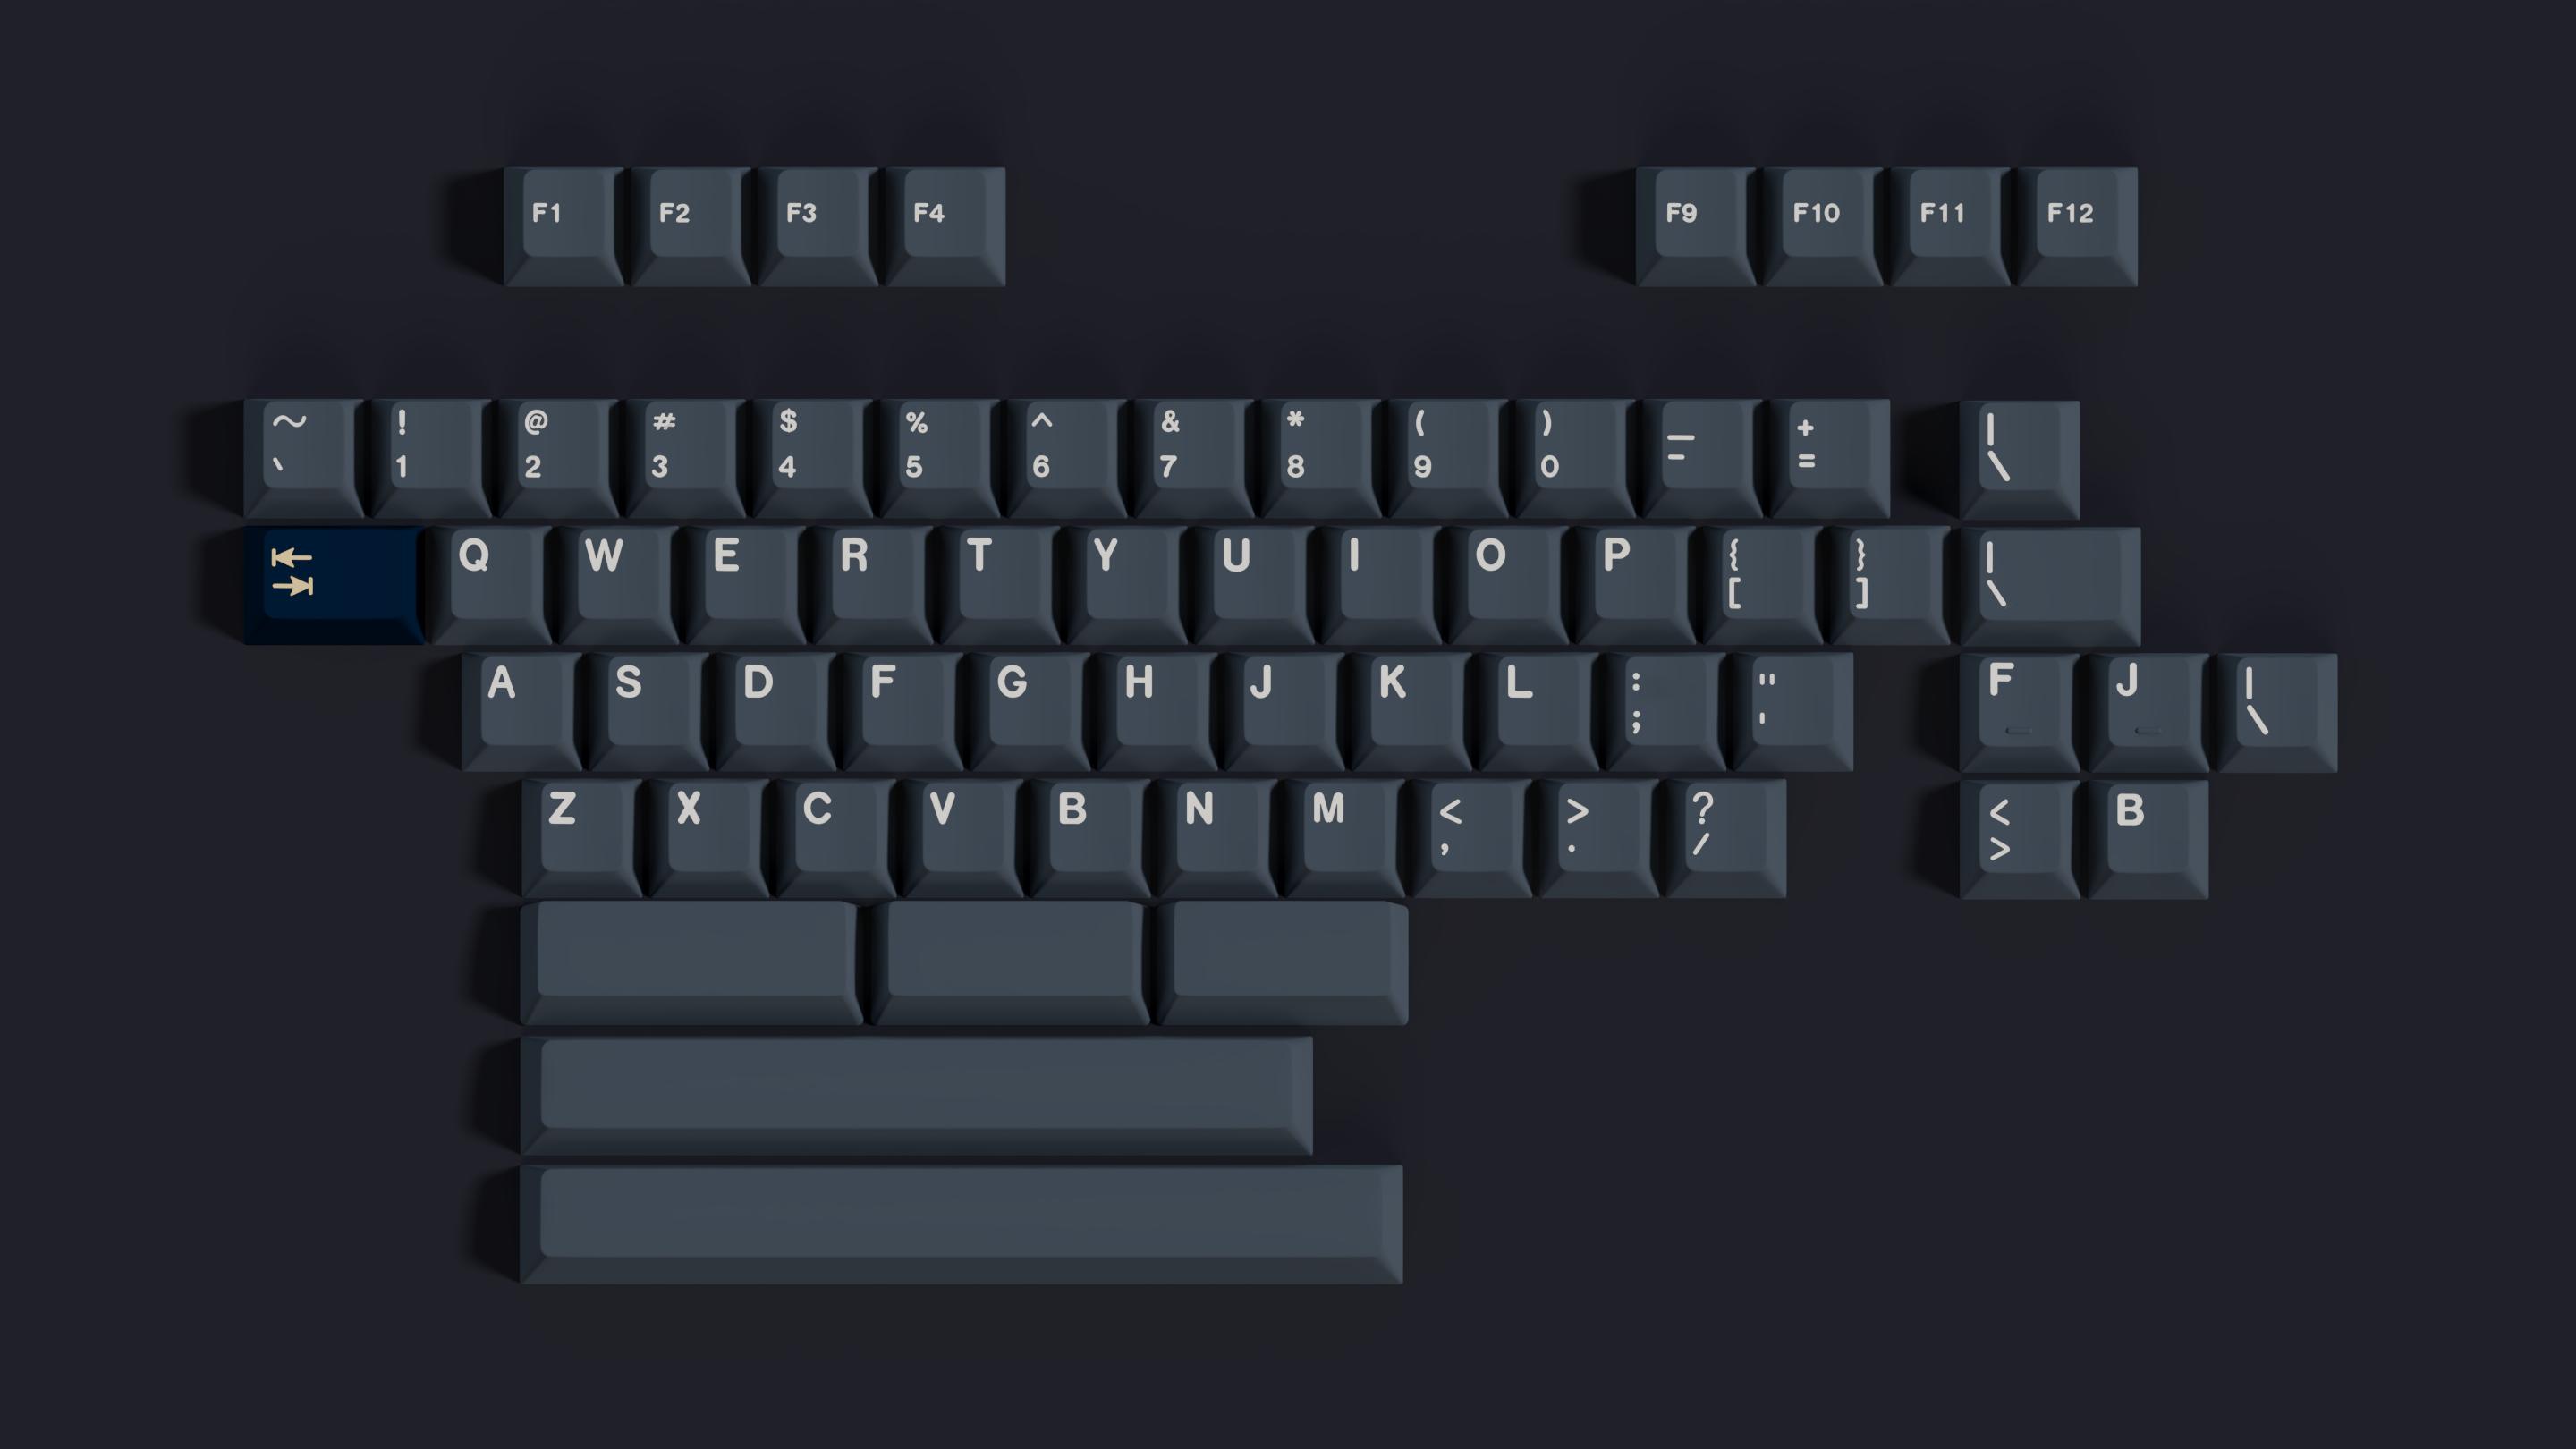 F1 F2 F3 F4 F9 F10 F11 F12
~ ! @ # $ % ^ & * ( ) _ + |
` 1 2 3 4 5 6 7 8 9 0 - = \
Q W E R T Y U I O P { } |
[ ] \
A S D F G H J K L : " F J |
; ' \
Z X C V B N M < > ? < B
, . / >